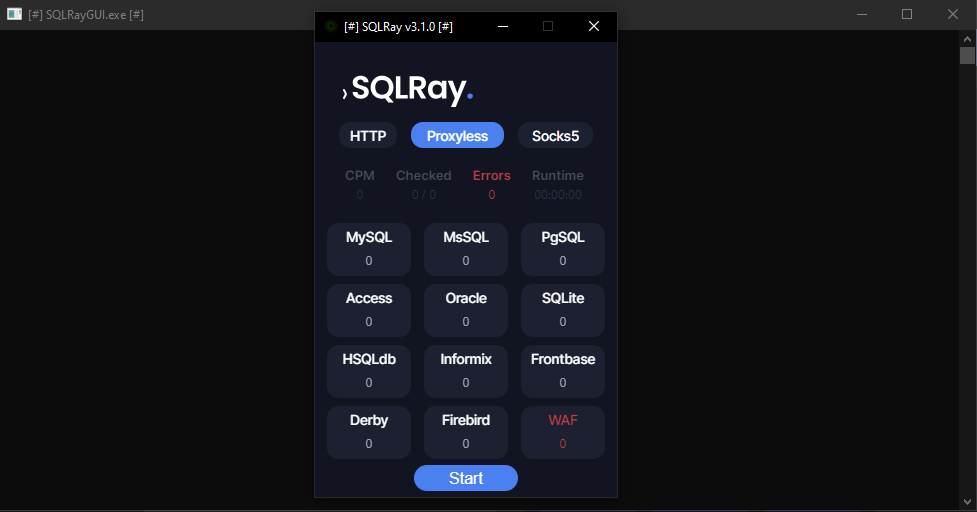 [#] SQLRayGUI.exe [#]
[#] SQLRay v3.1.0 [#]
› SQLRay.
HTTP Proxyless Socks5
CPM Checked Errors Runtime
0 0 / 0 0 00:00:00
MySQL MsSQL PgSQL
0 0 0
Access Oracle SQLite
0 0 0
HSQLdb Informix Frontbase
0 0 0
Derby Firebird WAF
0 0 0
Start